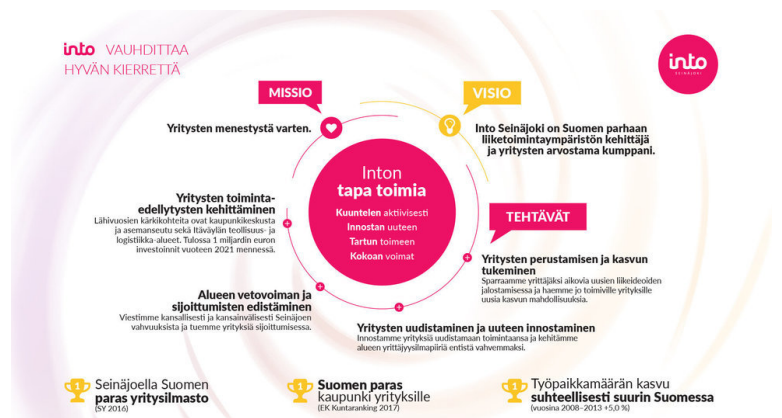 into VAUHDITTAA
HYVÄN KIERRETTÄ
into
SEINÄJOKI
MISSIO
Yritysten menestystä varten.
VISIO
Into Seinäjoki on Suomen parhaan
liiketoimintaympäristön kehittäjä
ja yritysten arvostama kumppani.
Inton
tapa toimia
Kuuntelen aktiivisesti
Innostan uuteen
Tartun toimeen
Kokoan voimat
TEHTÄVÄT
Yritysten perustamisen ja kasvun
tukeminen
Sparraamme yrittäjäksi aikovia uusien liikeideoiden
jalostamisessa ja haemme jo toimiville yrityksille
uusia kasvun mahdollisuuksia.
Yritysten uudistaminen ja uuteen innostaminen
Innostamme yrityksiä uudistamaan toimintaansa ja kehitämme
alueen yrittäjyysilmapiiriä entistä vahvemmaksi.
Alueen vetovoiman ja
sijoittumisten edistäminen
Viestimme kansallisesti ja kansainvälisesti Seinäjoen
vahvuuksista ja tuemme yrityksiä sijoittumisessa.
Yritysten toiminta-
edellytysten kehittäminen
Lähivuosien kärkikohteita ovat kaupunkikeskusta
ja asemanseutu sekä Itäväylän teollisuus- ja
logistiikka-alueet. Tulossa 1 miljardin euron
investoinnit vuoteen 2021 mennessä.
1
Seinäjoella Suomen
paras yritysilmasto
(SY 2016)
1
Suomen paras
kaupunki yrityksille
(EK Kuntaranking 2017)
1
Työpaikkamäärän kasvu
suhteellisesti suurin Suomessa
(vuosina 2008–2013 +5,0 %)